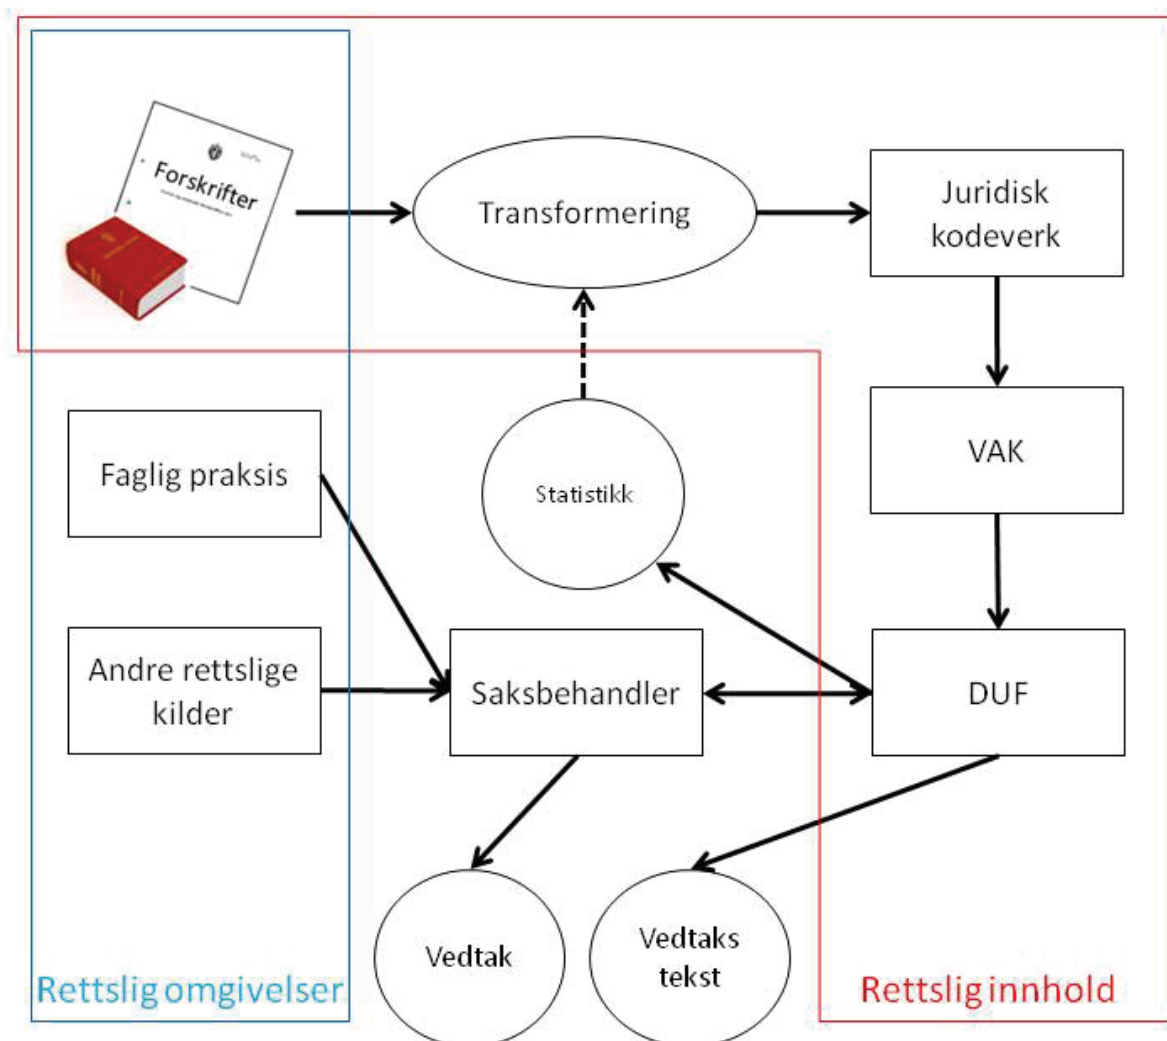 Forskrifter
Transformering
Juridisk
kodeverk
Faglig praksis
Statistikk
VAK
Andre rettslige
kilder
Saksbehandler
DUF
Vedtak
Vedtaks
tekst
Rettslig omgivelser
Rettslig innhold